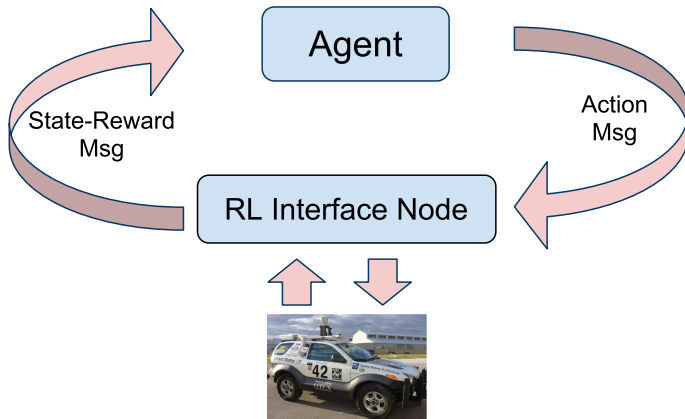 Agent
State-Reward
Msg
Action
Msg
RL Interface Node
42